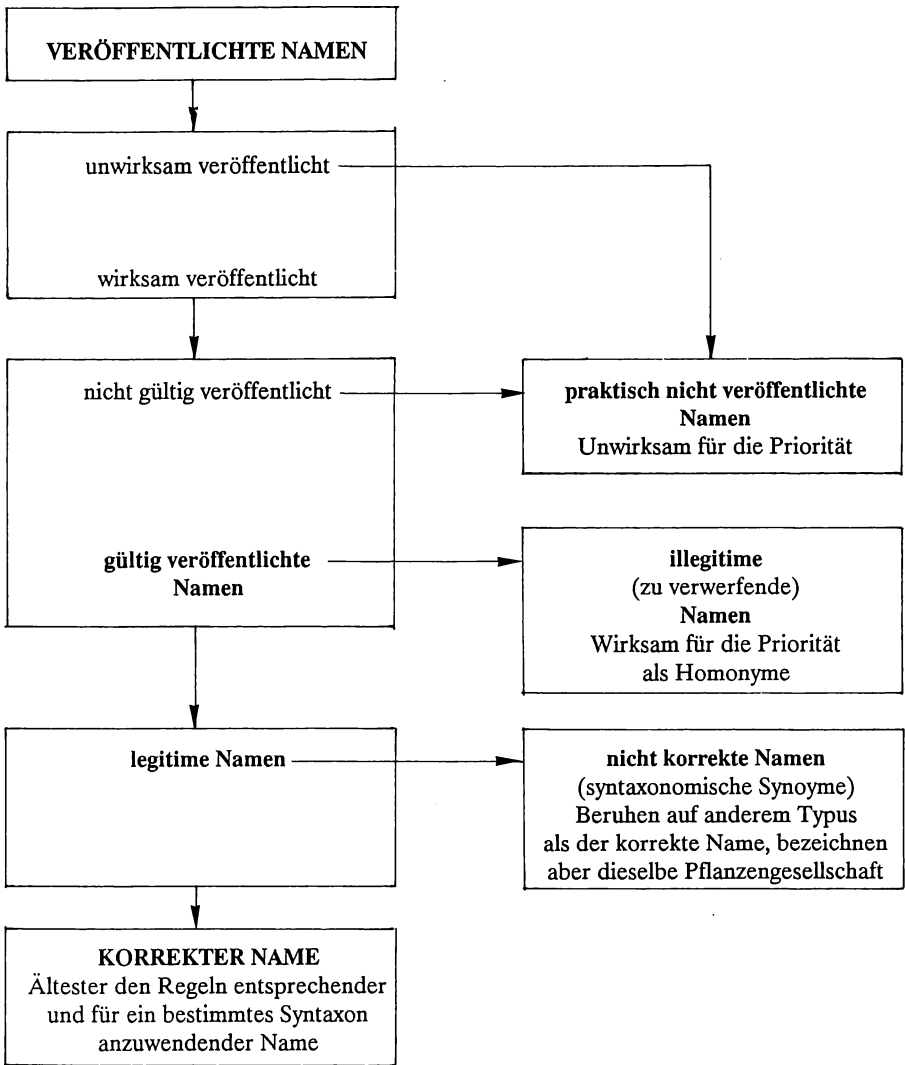 VERÖFFENTLICHTE NAMEN
unwirksam veröffentlicht
wirksam veröffentlicht
nicht gültig veröffentlicht
praktisch nicht veröffentlichte
Namen
Unwirksam für die Priorität
gültig veröffentlichte
Namen
illegitime
(zu verwerfende)
Namen
Wirksam für die Priorität
als Homonyme
legitime Namen
nicht korrekte Namen
(syntaxonomische Synoyme)
Beruhen auf anderem Typus
als der korrekte Name, bezeichnen
aber dieselbe Pflanzengesellschaft
KORREKTER NAME
Ältester den Regeln entsprechender
und für ein bestimmtes Syntaxon
anzuwendender Name